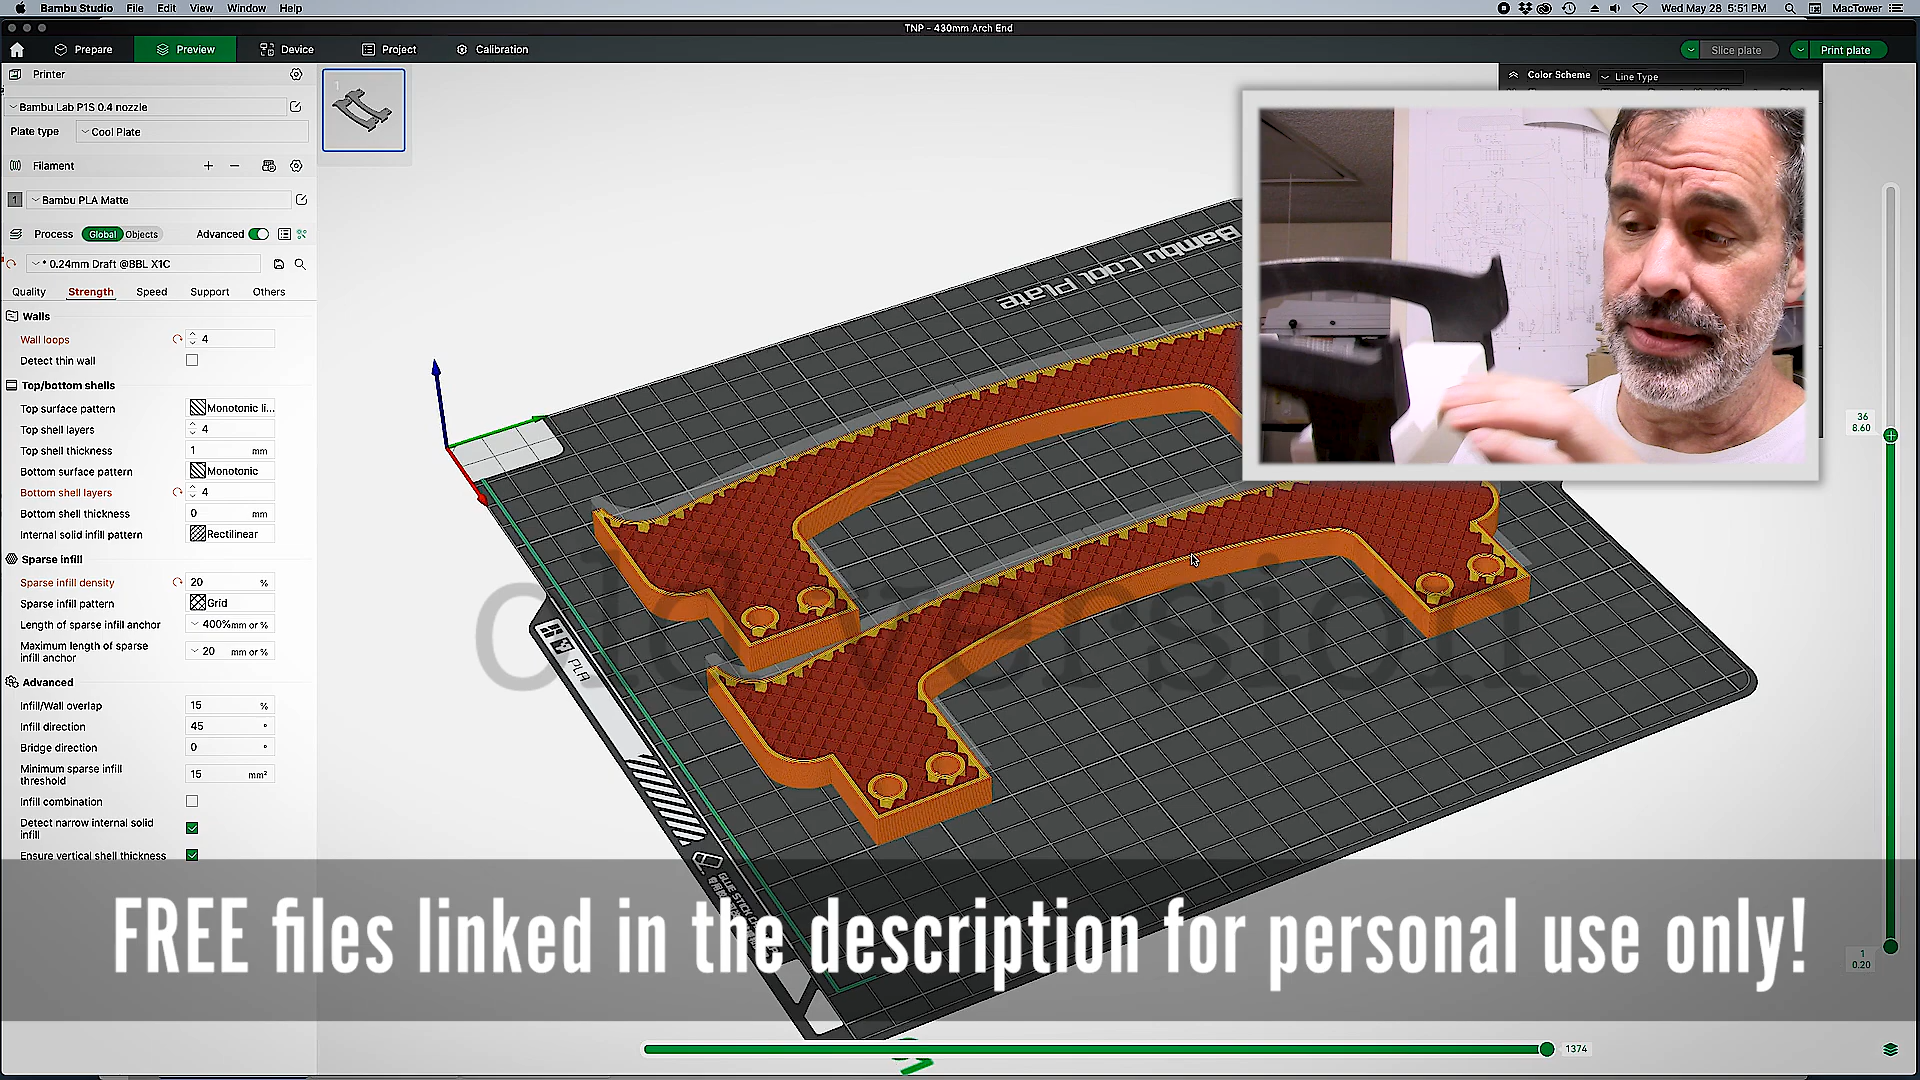 Bambu Studio File Edit View Window Help
Wed May 28 5:51 PM MacTower
TNP - 430mm Arch End
Prepare Preview Device Project Calibration
Slice plate Print plate
Printer
Color Scheme Line Type
Bambu Lab P1S 0.4 nozzle
Plate type Cool Plate
Filament
1 Bambu PLA Matte
Process Global Objects Advanced
* 0.24mm Draft @BBL X1C
Quality Strength Speed Support Others
Walls
Wall loops 4
Detect thin wall
Top/bottom shells
Top surface pattern Monotonic li...
Top shell layers 4
Top shell thickness 1 mm
Bottom surface pattern Monotonic
Bottom shell layers 4
Bottom shell thickness 0 mm
Internal solid infill pattern Rectilinear
Sparse infill
Sparse infill density 20 %
Sparse infill pattern Grid
Length of sparse infill anchor 400% mm or %
Maximum length of sparse
infill anchor 20 mm or %
Advanced
Infill/Wall overlap 15 %
Infill direction 45 °
Bridge direction 0 °
Minimum sparse infill
threshold 15 mm²
Infill combination
Detect narrow internal solid
infill
Ensure vertical shell thickness
Bambu Cool Plate
PLA
old version
36
8.60
1
0.20
1374
FREE files linked in the description for personal use only!